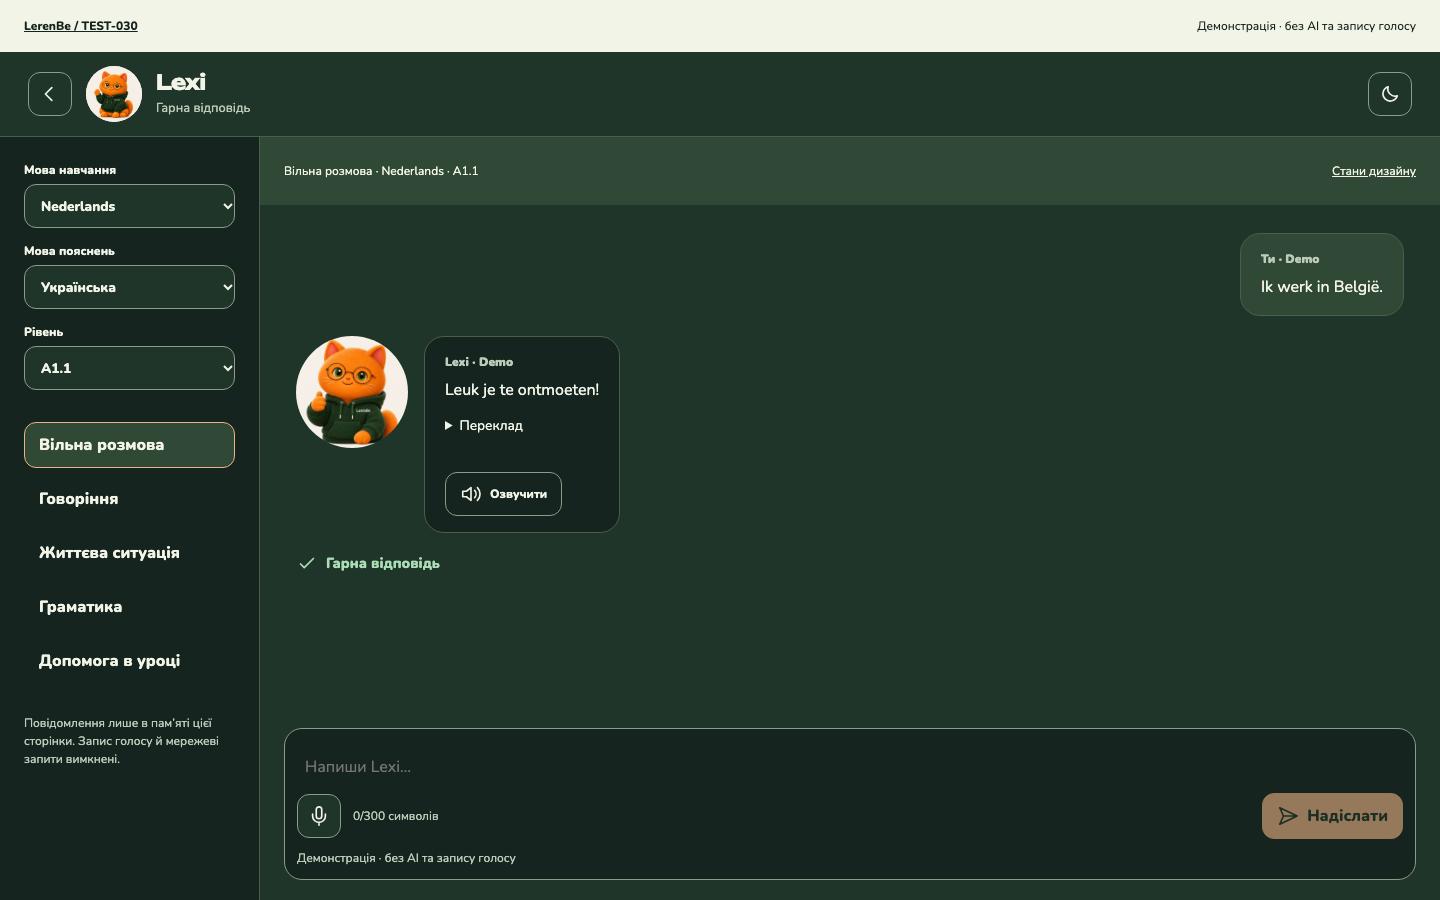 LerenBe / TEST-030
Демонстрація · без AI та запису голосу
Lexi
Гарна відповідь
Мова навчання
Nederlands
Мова пояснень
Українська
Рівень
A1.1
Вільна розмова
Говоріння
Життєва ситуація
Граматика
Допомога в уроці
Повідомлення лише в пам'яті цієї
сторінки. Запис голосу й мережеві
запити вимкнені.
Вільна розмова · Nederlands · A1.1
Стани дизайну
Ти · Demo
Ik werk in België.
Lexi · Demo
Leuk je te ontmoeten!
Переклад
Озвучити
Гарна відповідь
Напиши Lexi...
0/300 символів
Надіслати
Демонстрація · без AI та запису голосу